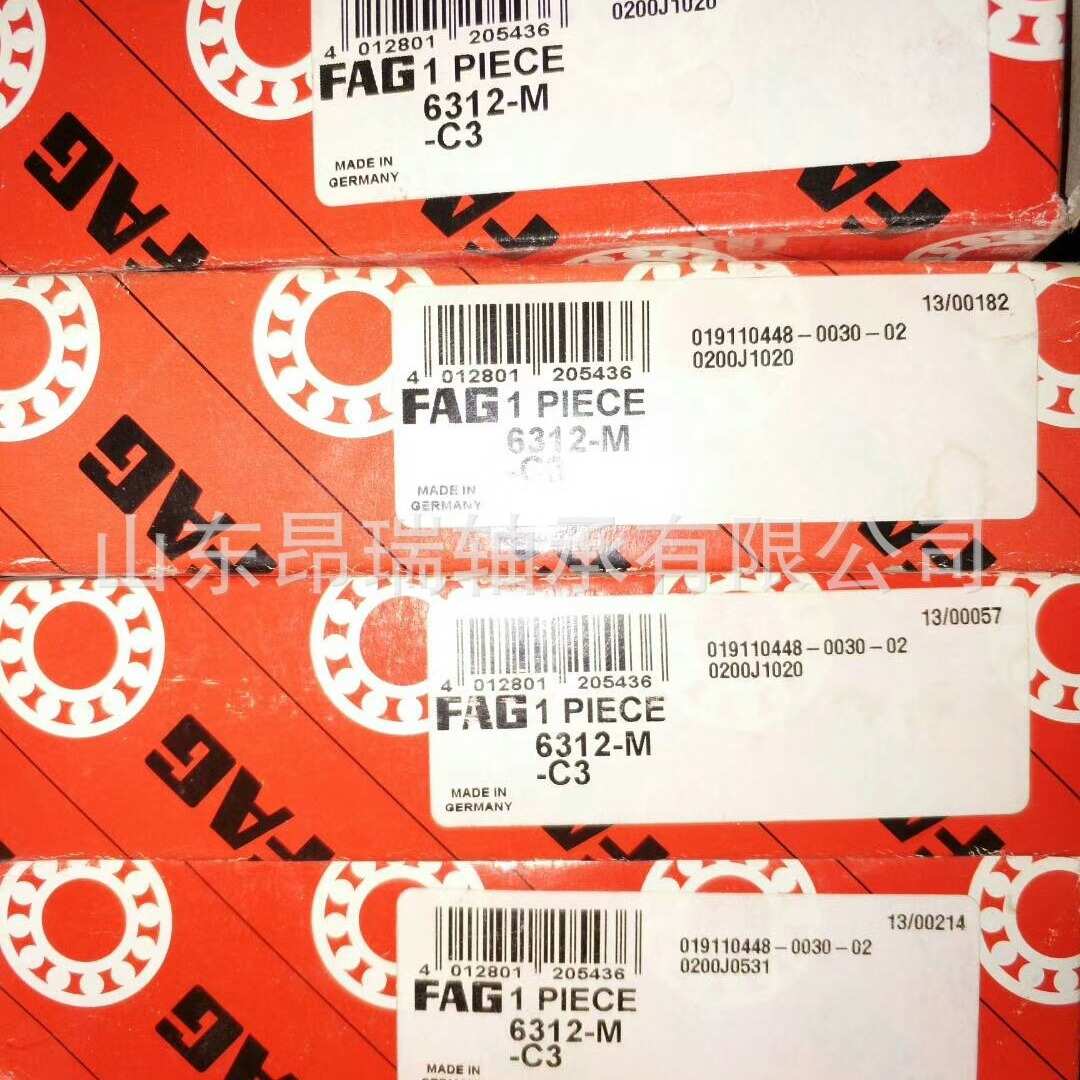 0200J1020
4 012801 205436
FAG 1 PIECE
6312-M
-C3
MADE IN
GERMANY
FAG
FAG
FAG
13/00182
019110448-0030-02
0200J1020
4 012801 205436
FAG 1 PIECE
6312-M
-C3
MADE IN
GERMANY
FAG
山东昂瑞轴承有限公司
13/00057
019110448-0030-02
0200J1020
4 012801 205436
FAG 1 PIECE
6312-M
-C3
MADE IN
GERMANY
FAG
13/00214
019110448-0030-02
0200J0531
4 012801 205436
FAG 1 PIECE
6312-M
-C3
MADE IN
FAG